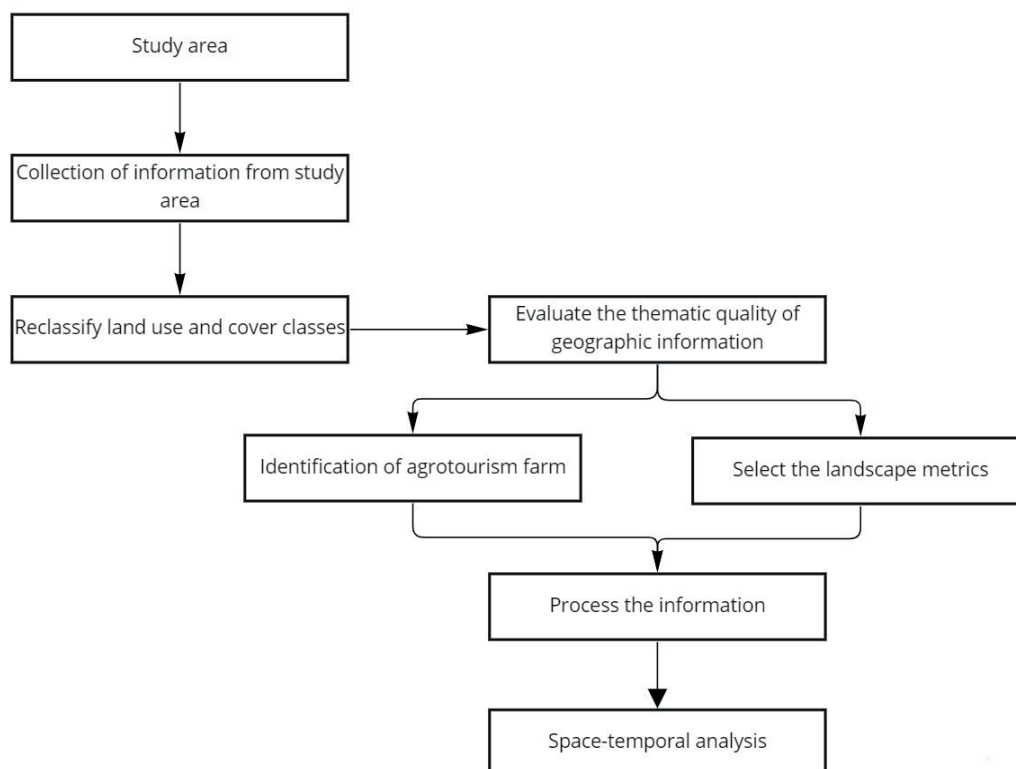 Study area
Collection of information from study
area
Reclassify land use and cover classes
Evaluate the thematic quality of
geographic information
Identification of agrotourism farm
Select the landscape metrics
Process the information
Space-temporal analysis